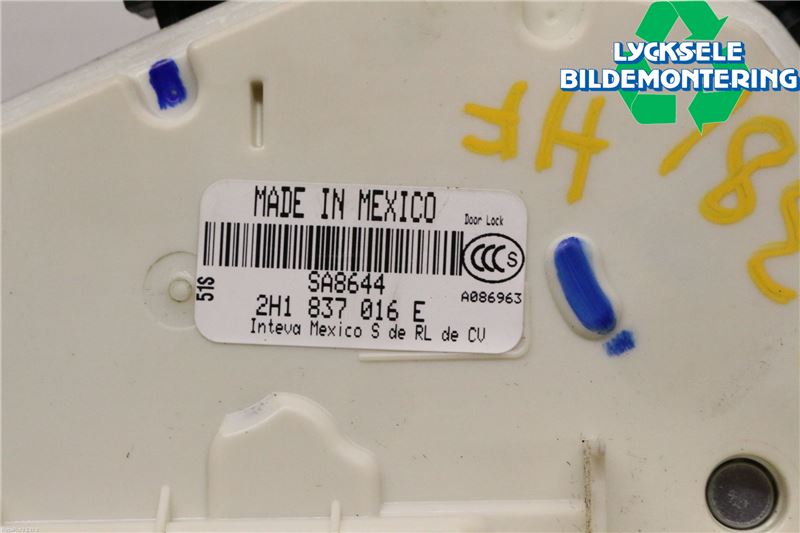 LYCKSELE
BILDEMONTERING
MADE IN MEXICO
Door Lock
CCC S
SA8644
A086963
51S
2H1 837 016 E
Inteva Mexico S de RL de CV